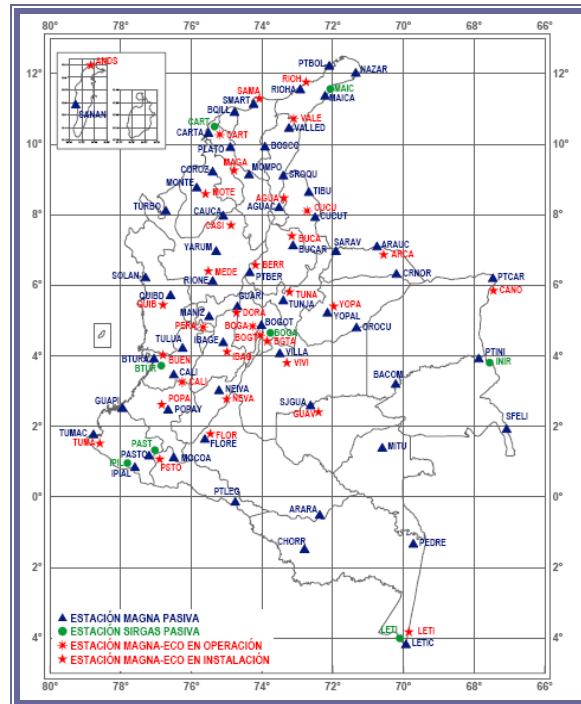 80° 78° 76° 74° 72° 70° 68° 66°
PTBOL
NAZAR
12° 12°
ANDS
RIOH
RIOHA
MAIC
MAICA
SAMA
SMART
SANAN
BQILL
VALE
VALLED
CART
CARTA
CART
10° 10°
PLATO
BOSCO
MAGA
MOMPO
COROZ
SROQU
MONTE
MOTE
TIBU
AGUA
AGUAC
TURBO
CUCU
CUCUT
8° 8°
CAUCA
CASI
BUCA
BUCAR
SARAV
ARAUC
ARCA
YARUM
MEDE
BERR
PTBER
SOLAN
RIONE
CRNOR
PTCAR
6° 6°
CANO
QUIBD
QUIB
GUARI
DORA
TUNA
TUNJA
YOPA
YOPAL
MANIZ
PERA
BOGA
BOGOT
BOGA
OROCU
BOGT
BGTA
TULUA
IBAGE
IBAG
BTURA
BUEN
BTUR
VILLA
VIVI
PTINI
INIR
4° 4°
CALI
CALI
BACOM
NEIVA
NEVA
GUAPI
POPA
POPAY
SJGUA
GUAV
2° 2°
TUMAC
TUMA
FLOR
FLORE
PAST
PASTO
PSTO
MOCOA
IPIL
IPIAL
MITU
SFELI
0° 0°
PTLEG
ARARA
CHORR
PEDRE
2° 2°
LETI
LETI
LETIC
4° 4°
ESTACIÓN MAGNA PASIVA
ESTACIÓN SIRGAS PASIVA
ESTACIÓN MAGNA-ECO EN OPERACIÓN
ESTACIÓN MAGNA-ECO EN INSTALACIÓN
80° 78° 76° 74° 72° 70° 68° 66°